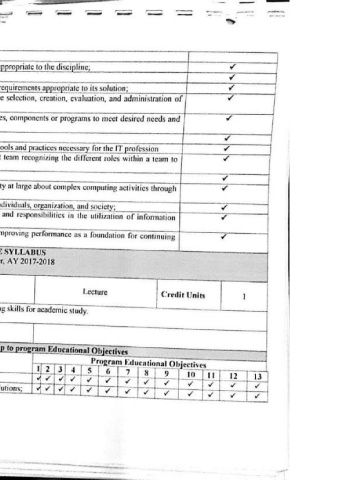 appropriate to the discipline; ✓
✓
requirements appropriate to its solution; ✓
e selection, creation, evaluation, and administration of ✓
es, components or programs to meet desired needs and ✓
✓
ools and practices necessary for the IT profession ✓
team recognizing the different roles within a team to ✓
✓
ty at large about complex computing activities through ✓
dividuals, organization, and society; ✓
and responsibilities in the utilization of information ✓
mproving performance as a foundation for continuing ✓
E SYLLABUS
r, AY 2017-2018
Lecture Credit Units 1
g skills for academic study.
p to program Educational Objectives
Program Educational Objectives
1 2 3 4 5 6 7 8 9 10 11 12 13
✓ ✓ ✓ ✓ ✓ ✓ ✓ ✓ ✓ ✓ ✓ ✓ ✓
utions; ✓ ✓ ✓ ✓ ✓ ✓ ✓ ✓ ✓ ✓ ✓ ✓ ✓